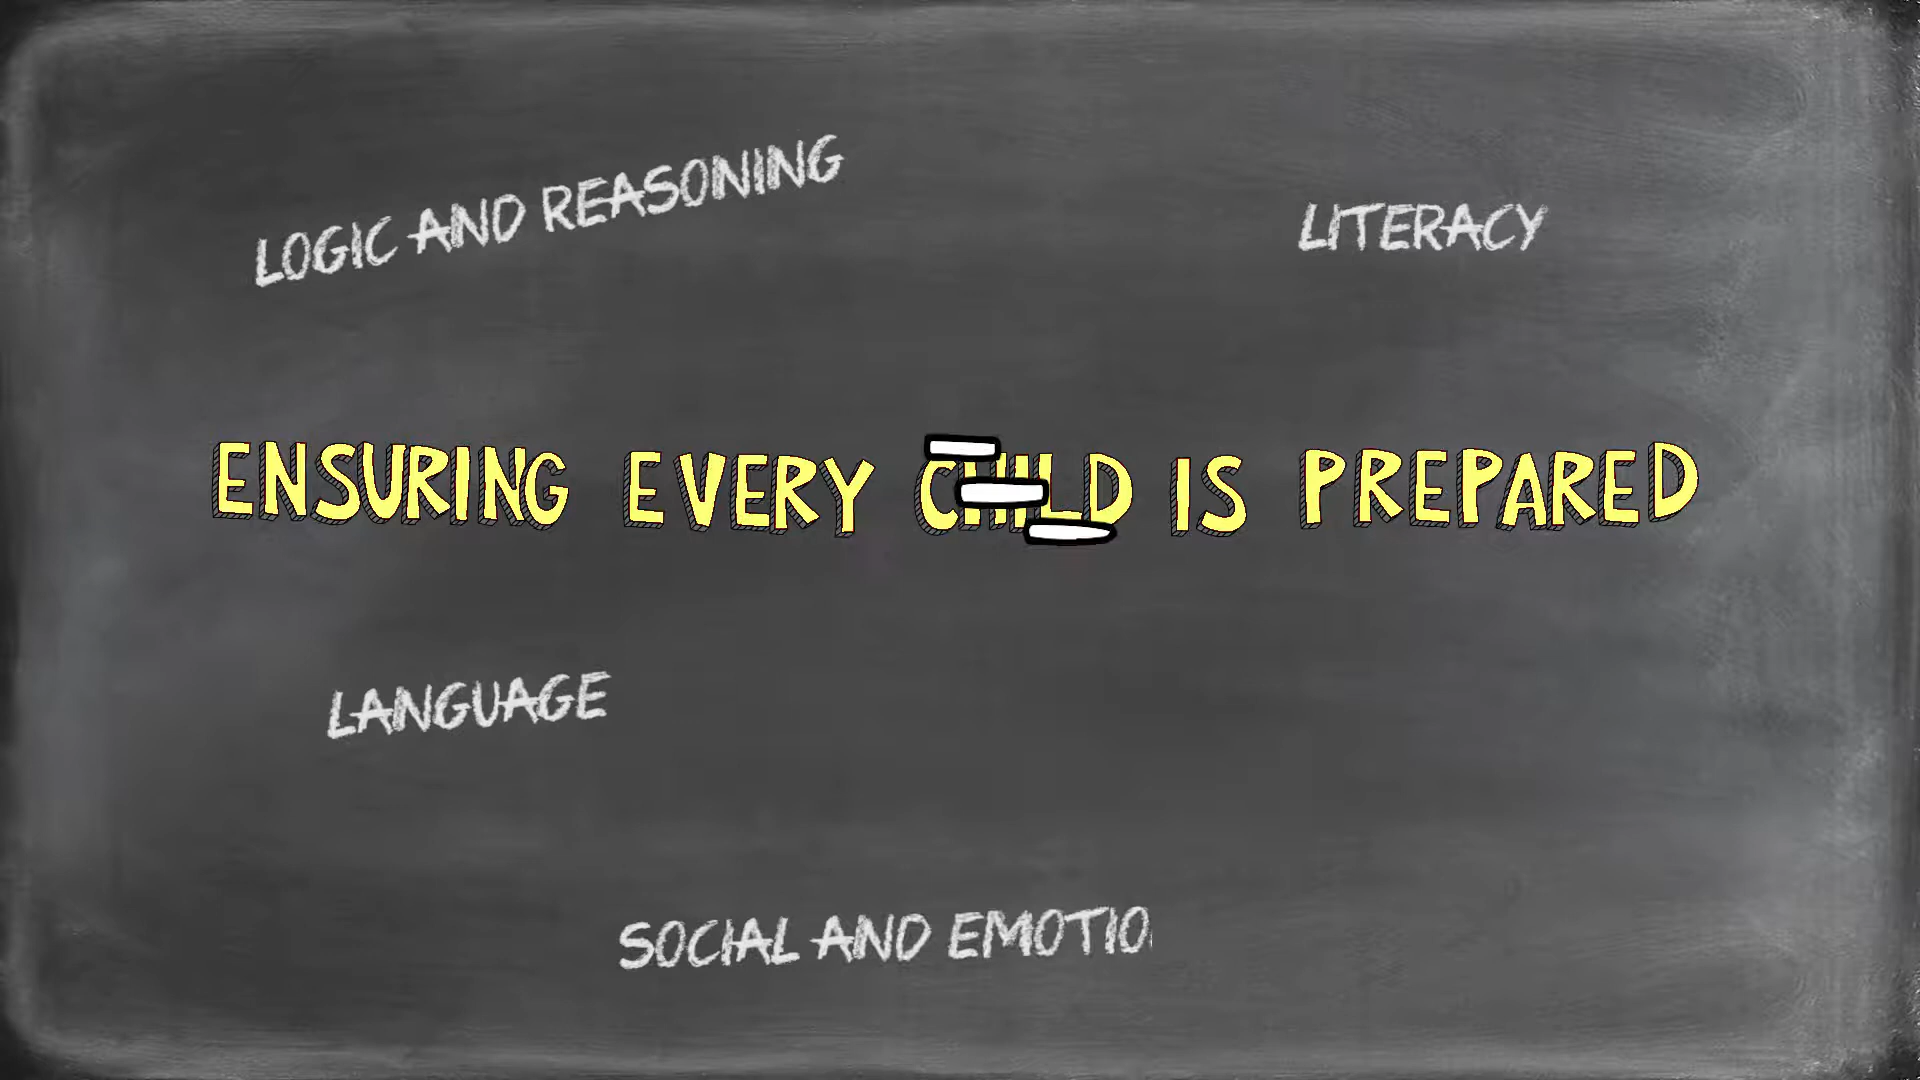 LOGIC AND REASONING
LITERACY
ENSURING EVERY CHILD IS PREPARED
LANGUAGE
SOCIAL AND EMOTIO